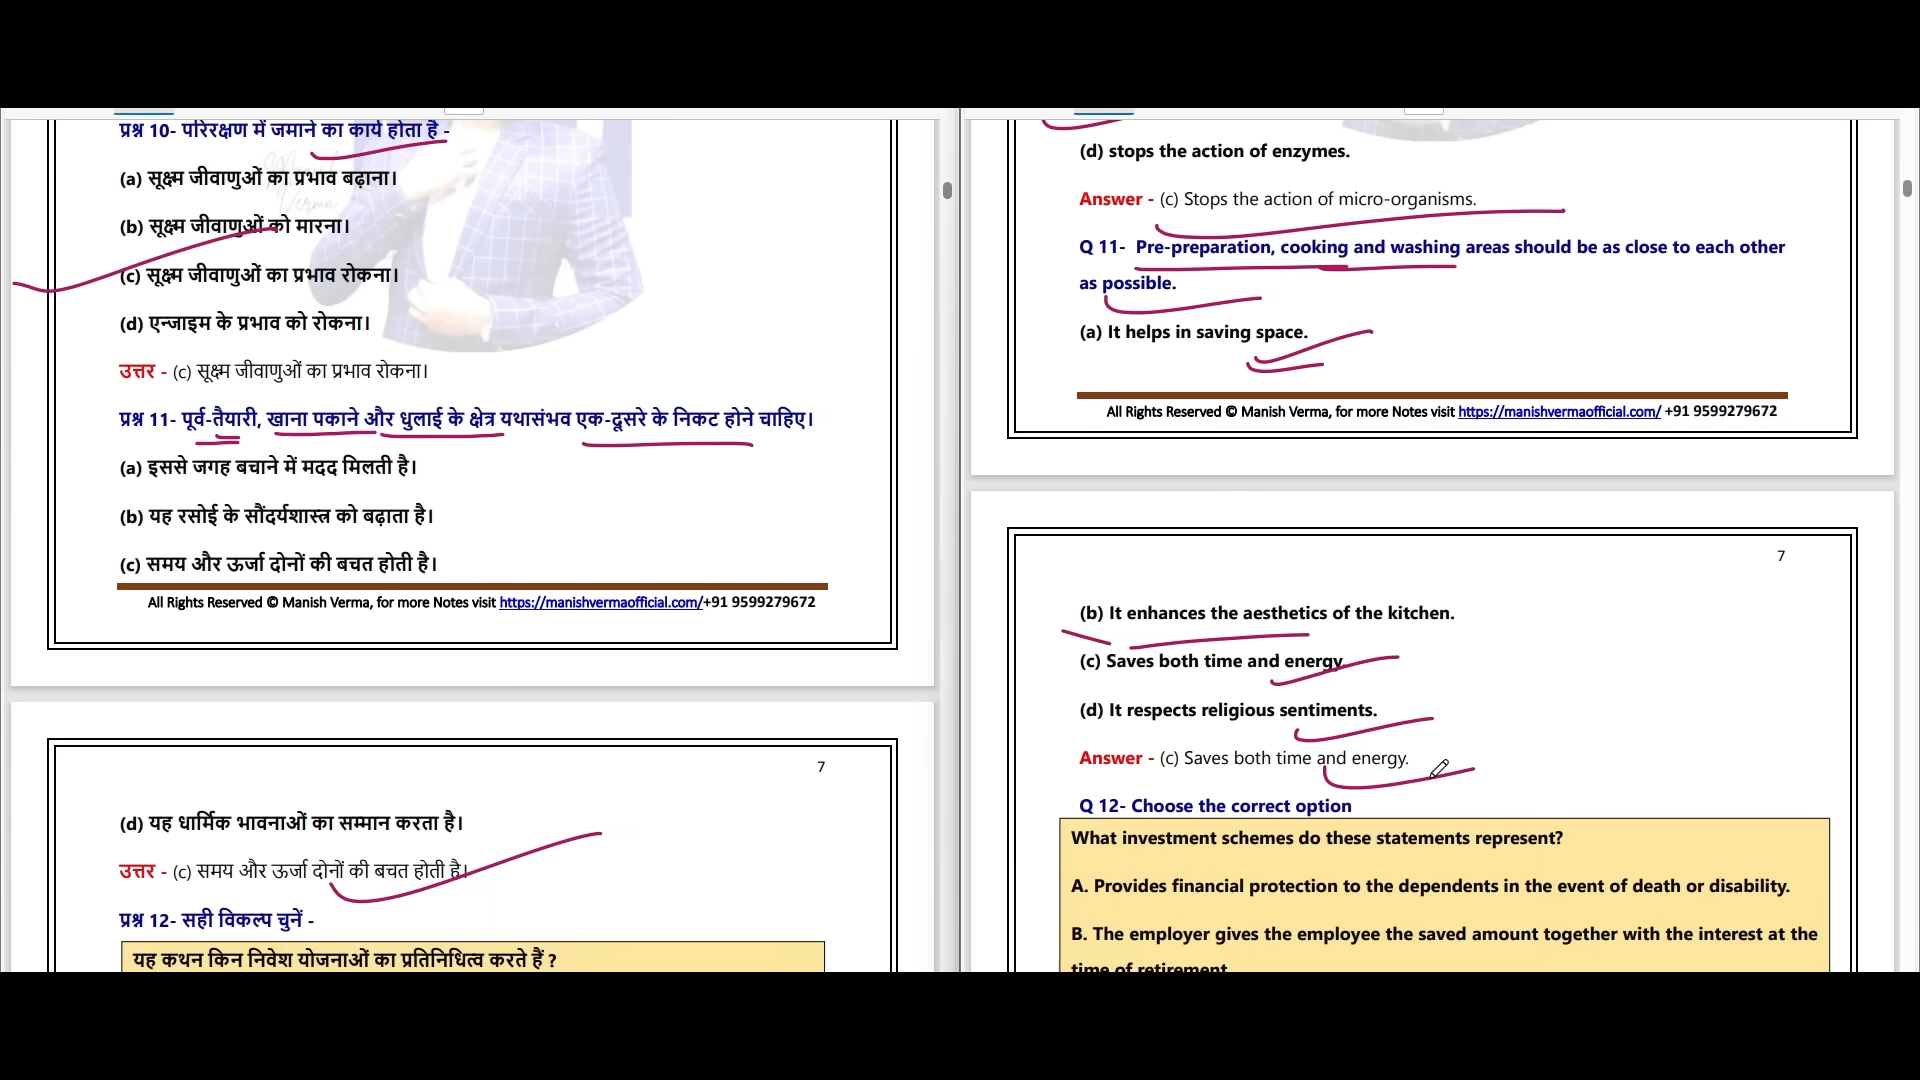 प्रश्न 10- परिरक्षण में जमाने का कार्य होता है -
(a) सूक्ष्म जीवाणुओं का प्रभाव बढ़ाना।
(b) सूक्ष्म जीवाणुओं को मारना।
(c) सूक्ष्म जीवाणुओं का प्रभाव रोकना।
(d) एन्जाइम के प्रभाव को रोकना।
उत्तर - (c) सूक्ष्म जीवाणुओं का प्रभाव रोकना।
प्रश्न 11- पूर्व-तैयारी, खाना पकाने और धुलाई के क्षेत्र यथासंभव एक-दूसरे के निकट होने चाहिए।
(a) इससे जगह बचाने में मदद मिलती है।
(b) यह रसोई के सौंदर्यशास्त्र को बढ़ाता है।
(c) समय और ऊर्जा दोनों की बचत होती है।
All Rights Reserved © Manish Verma, for more Notes visit https://manishvermaofficial.com/+91 9599279672
7
(d) यह धार्मिक भावनाओं का सम्मान करता है।
उत्तर - (c) समय और ऊर्जा दोनों की बचत होती है।
प्रश्न 12- सही विकल्प चुनें -
यह कथन किन निवेश योजनाओं का प्रतिनिधित्व करते हैं ?
(d) stops the action of enzymes.
Answer - (c) Stops the action of micro-organisms.
Q 11- Pre-preparation, cooking and washing areas should be as close to each other
as possible.
(a) It helps in saving space.
All Rights Reserved © Manish Verma, for more Notes visit https://manishvermaofficial.com/ +91 9599279672
7
(b) It enhances the aesthetics of the kitchen.
(c) Saves both time and energy.
(d) It respects religious sentiments.
Answer - (c) Saves both time and energy.
Q 12- Choose the correct option
What investment schemes do these statements represent?
A. Provides financial protection to the dependents in the event of death or disability.
B. The employer gives the employee the saved amount together with the interest at the
time of retirement